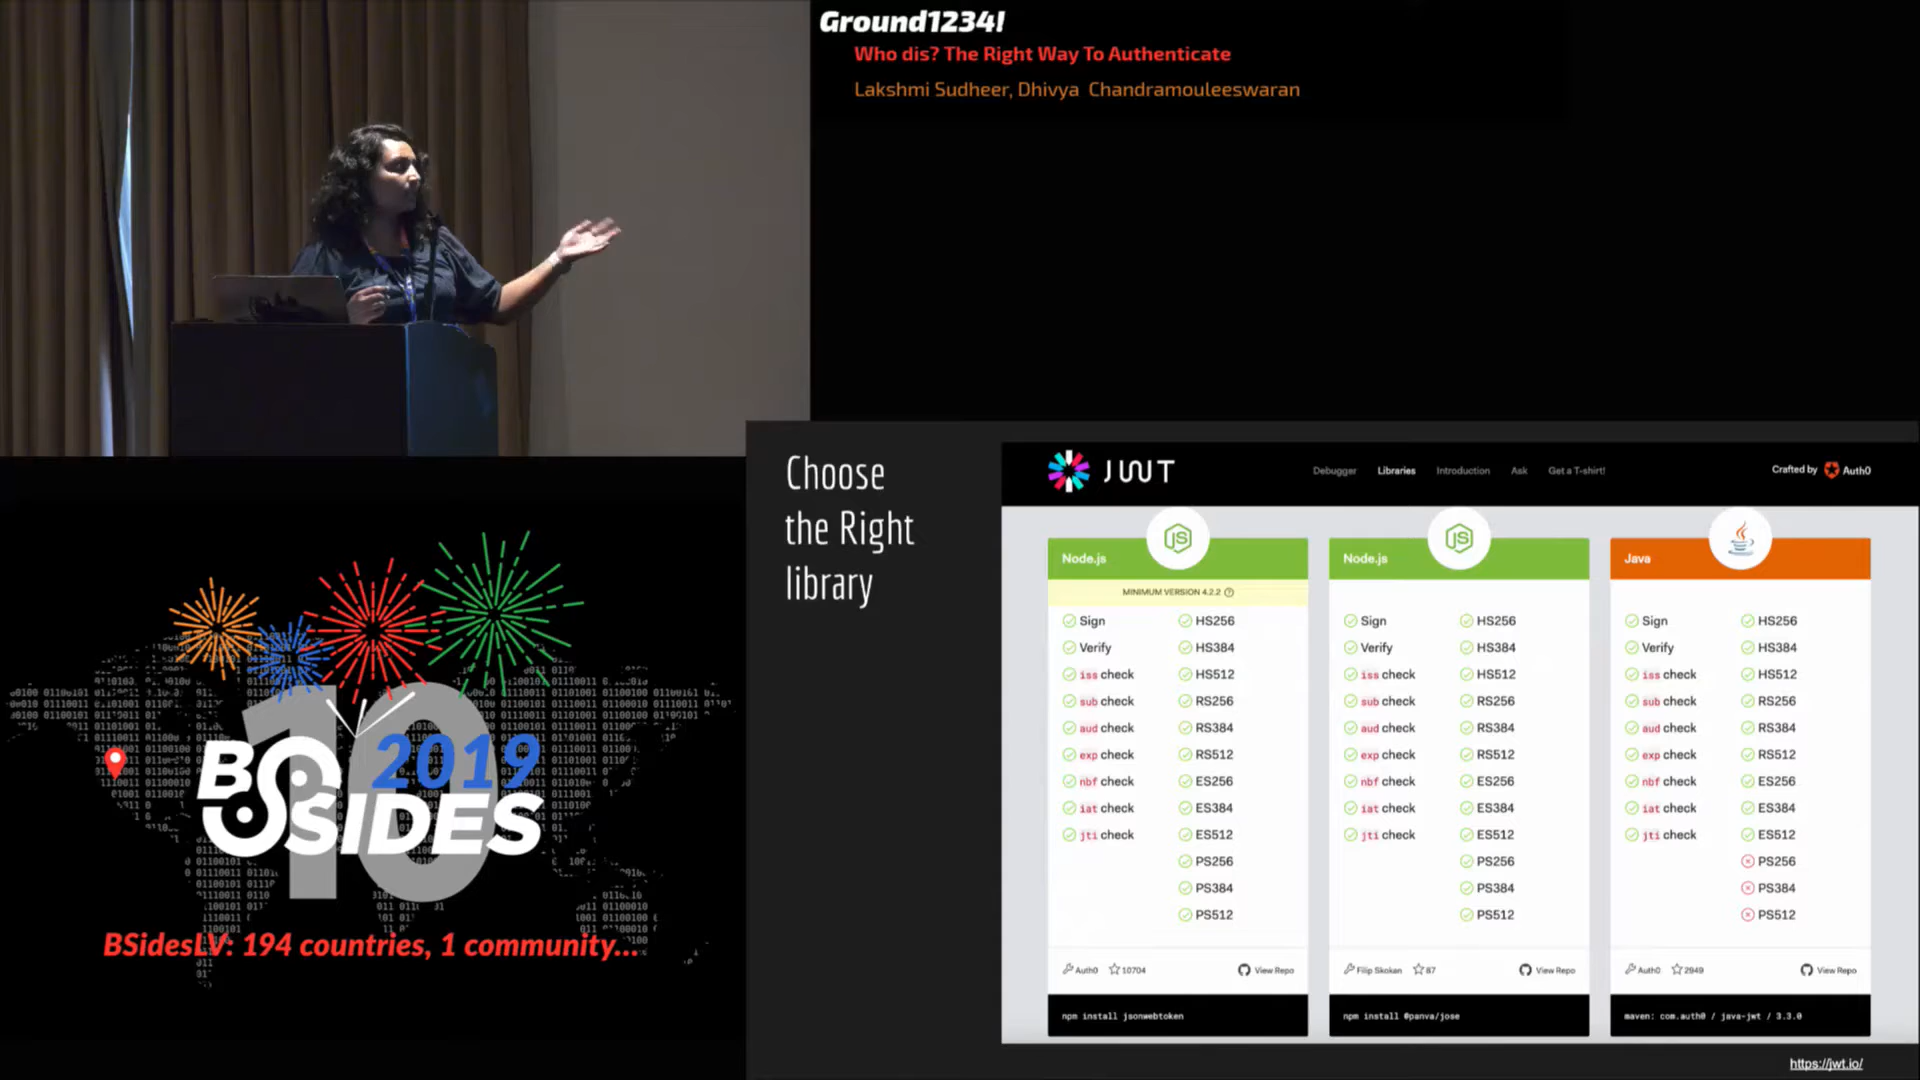 Ground1234!
Who dis? The Right Way To Authenticate
Lakshmi Sudheer, Dhivya Chandramouleeswaran
Choose
the Right
library
JWT
Debugger Libraries Introduction Ask Get a T-shirt!
Crafted by Auth0
Node.js
MINIMUM VERSION 4.2.2
Sign HS256
Verify HS384
iss check HS512
sub check RS256
aud check RS384
exp check RS512
nbf check ES256
iat check ES384
jti check ES512
PS256
PS384
PS512
Auth0 10704 View Repo
npm install jsonwebtoken
Node.js
Sign HS256
Verify HS384
iss check HS512
sub check RS256
aud check RS384
exp check RS512
nbf check ES256
iat check ES384
jti check ES512
PS256
PS384
PS512
Filip Skokan 87 View Repo
npm install @panva/jose
Java
Sign HS256
Verify HS384
iss check HS512
sub check RS256
aud check RS384
exp check RS512
nbf check ES256
iat check ES384
jti check ES512
PS256
PS384
PS512
Auth0 2949 View Repo
maven: com.auth0 / java-jwt / 3.3.0
https://jwt.io/
10
2019
BSIDES
BSidesLV: 194 countries, 1 community...